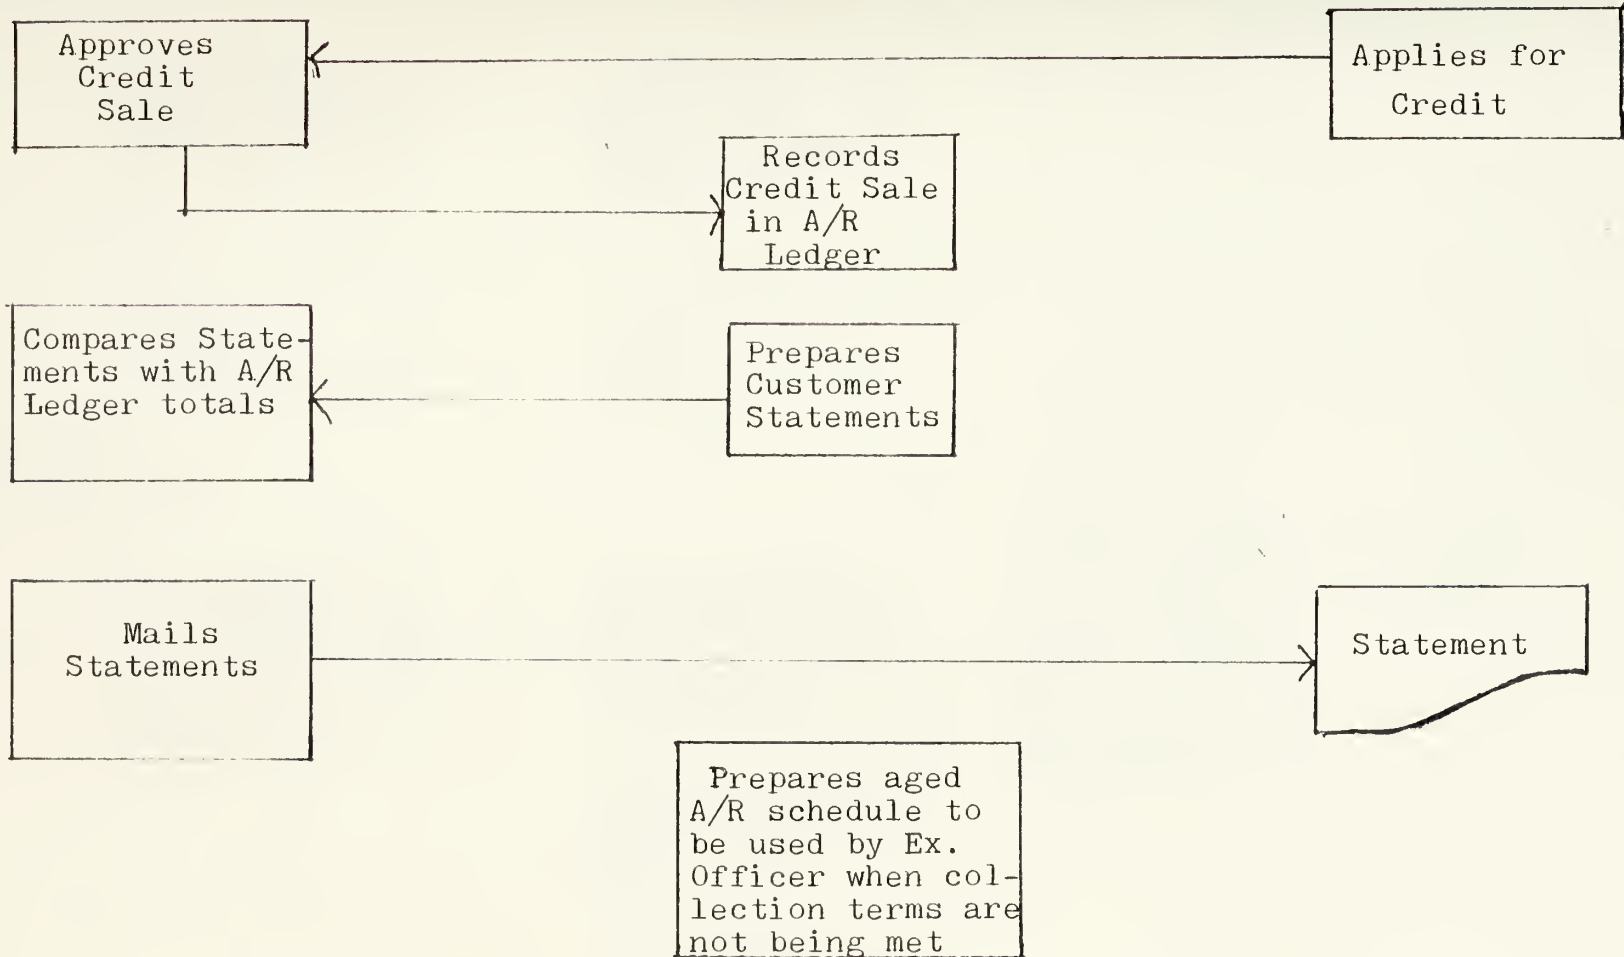 Approves
Credit
Sale
Applies for
Credit
Records
Credit Sale
in A/R
Ledger
Compares State-
ments with A/R
Ledger totals
Prepares
Customer
Statements
Mails
Statements
Statement
Prepares aged
A/R schedule to
be used by Ex.
Officer when col-
lection terms are
not being met